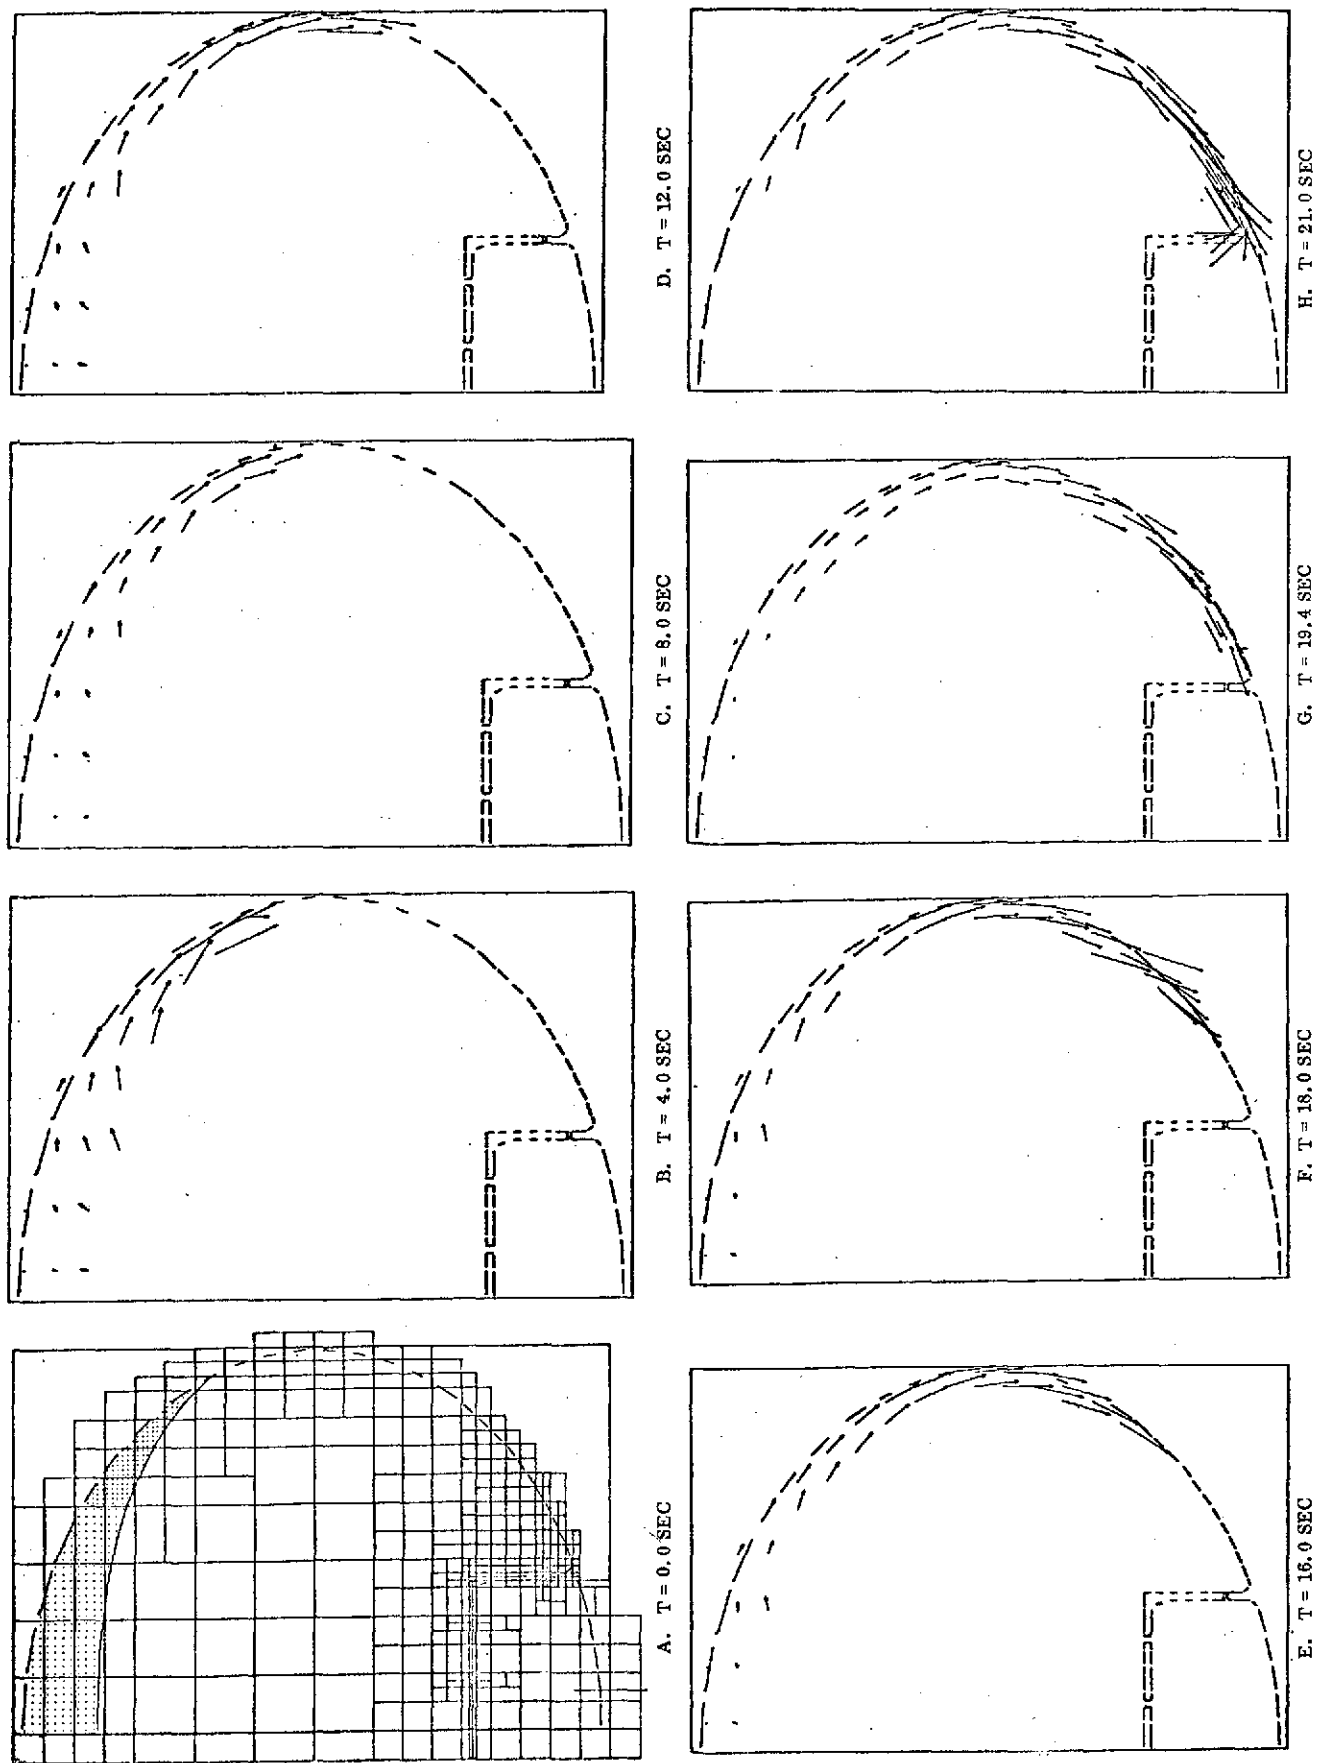 A. T = 0.0 SEC
B. T = 4.0 SEC
C. T = 8.0 SEC
D. T = 12.0 SEC
E. T = 16.0 SEC
F. T = 18.0 SEC
G. T = 19.4 SEC
H. T = 21.0 SEC